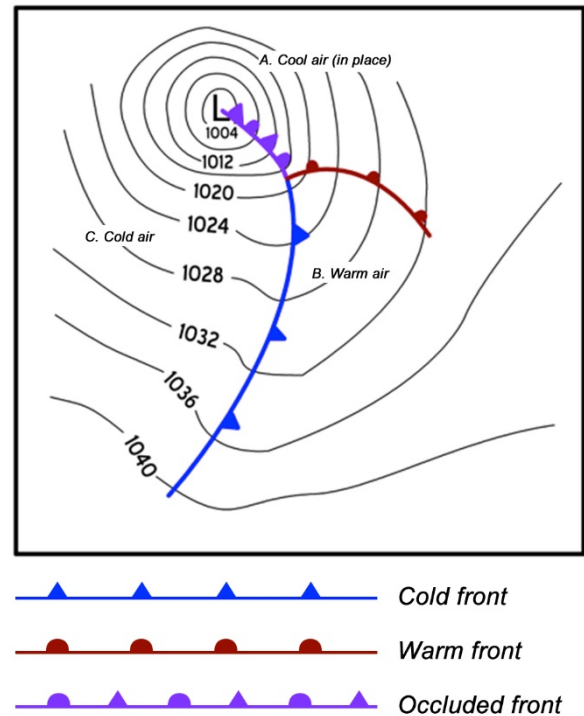 A. Cool air (in place)
L
1004
1012
1020
1024
C. Cold air
B. Warm air
1028
1032
1036
1040
Cold front
Warm front
Occluded front